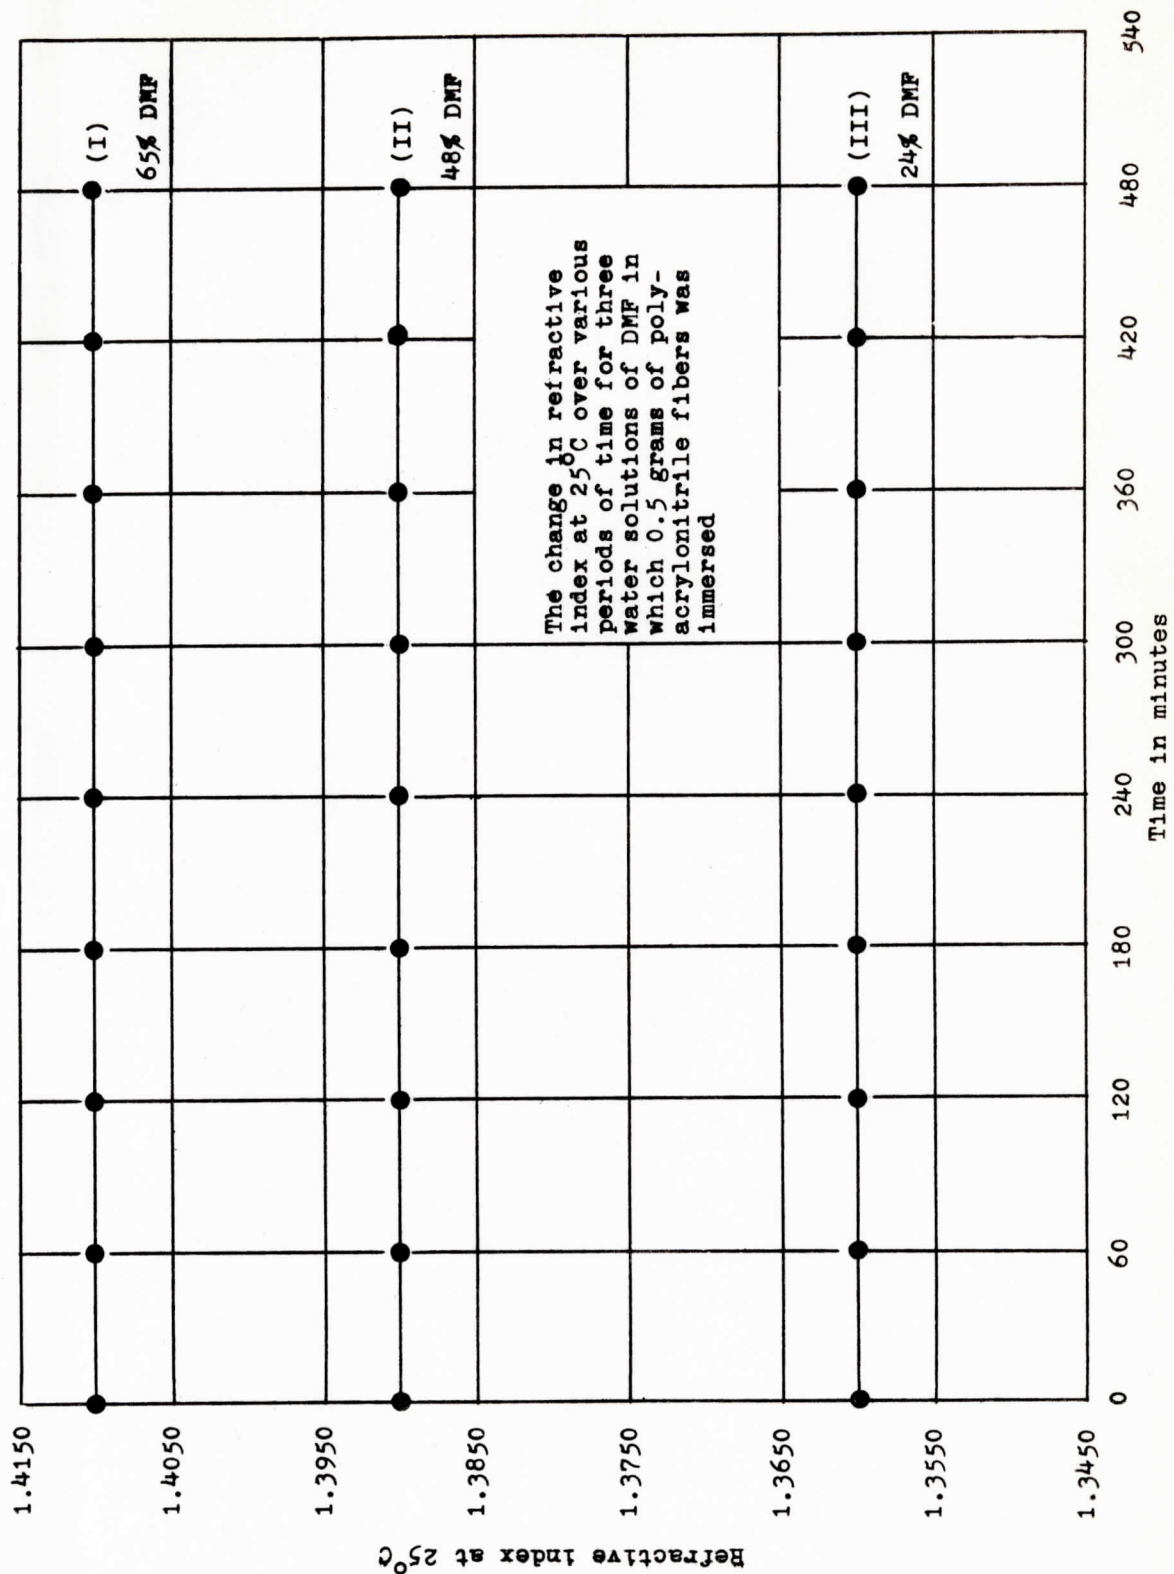 Refractive index at 25°C
1.4150
1.4050
1.3950
1.3850
1.3750
1.3650
1.3550
1.3450
(I)
65% DMF
(II)
48% DMF
The change in refractive
index at 25°C over various
periods of time for three
water solutions of DMF in
which 0.5 grams of poly-
acrylonitrile fibers was
immersed
(III)
24% DMF
0
60
120
180
240
300
360
420
480
540
Time in minutes